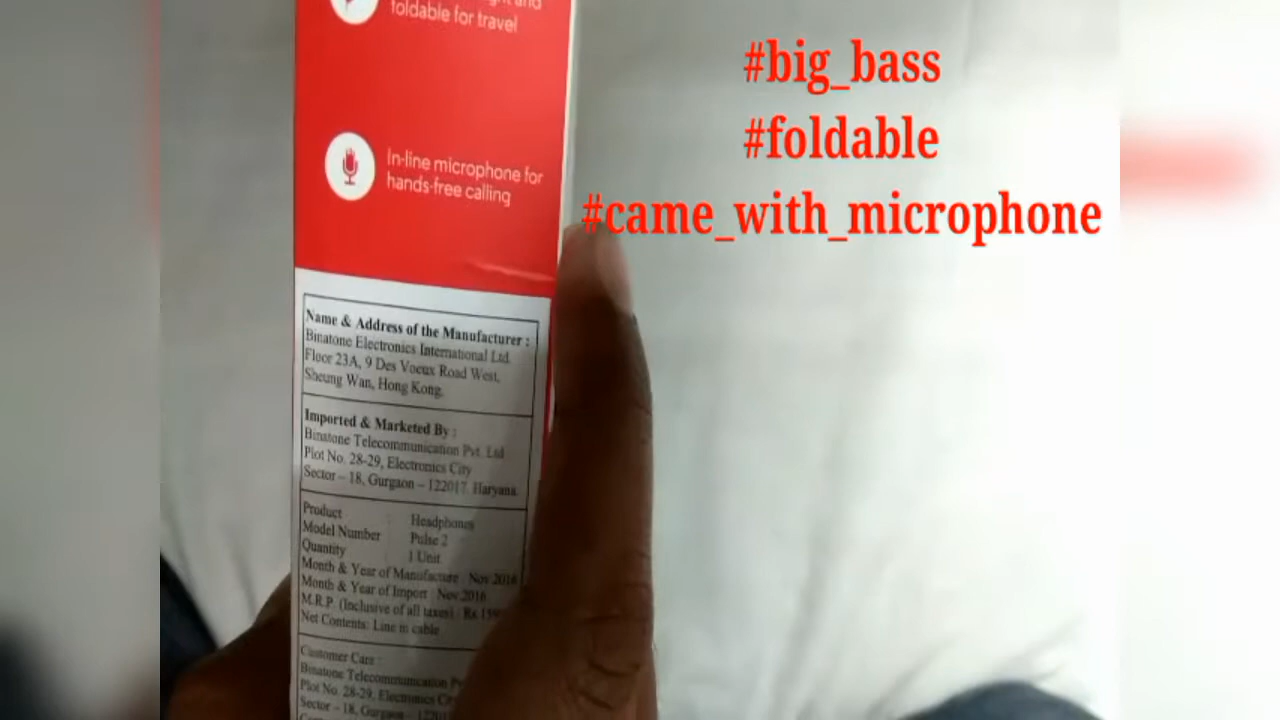 and
foldable for travel
In-line microphone for
hands-free calling
#big_bass
#foldable
#came_with_microphone
Name & Address of the Manufacturer :
Binatone Electronics International Ltd.
Floor 23A, 9 Des Voeux Road West,
Sheung Wan, Hong Kong.
Imported & Marketed By :
Binatone Telecommunication Pvt. Ltd
Plot No. 28-29, Electronics City
Sector – 18, Gurgaon – 122017. Haryana.
Product : Headphones
Model Number : Pulse 2
Quantity : 1 Unit
Month & Year of Manufacture : Nov 2016
Month & Year of Import : Nov 2016
M.R.P. (Inclusive of all taxes) : Rs
Net Contents: Line in cable
Customer Care :
Binatone Telecommunication
Plot No. 28-29, Electronics City
Sector – 18, Gurgaon –